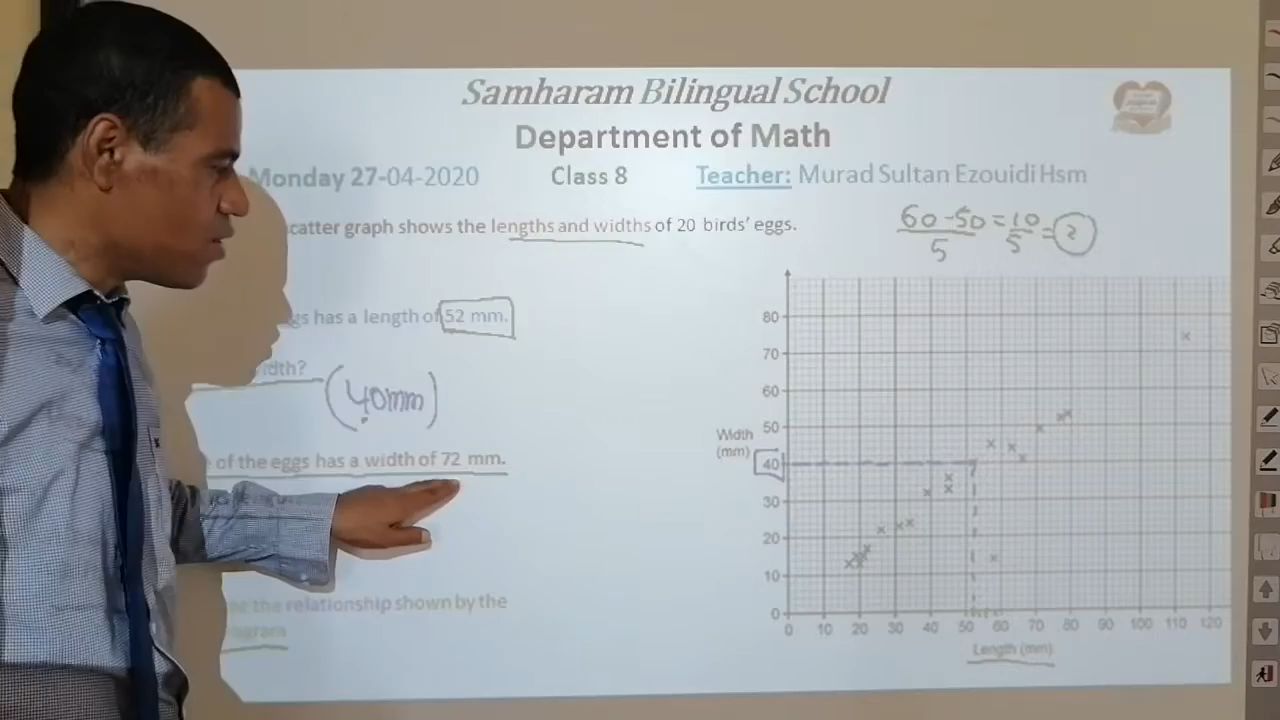 Samharam Bilingual School
Department of Math
Monday 27-04-2020 Class 8 Teacher: Murad Sultan Ezouidi Hsm
catter graph shows the lengths and widths of 20 birds' eggs.
60 - 50 = 10 = 2
5 5
gs has a length of 52 mm.
idth?
(40mm)
of the eggs has a width of 72 mm.
the relationship shown by the
80
70
60
50
Width
(mm)
40
30
20
10
0
0 10 20 30 40 50 60 70 80 90 100 110 120
Length (mm)